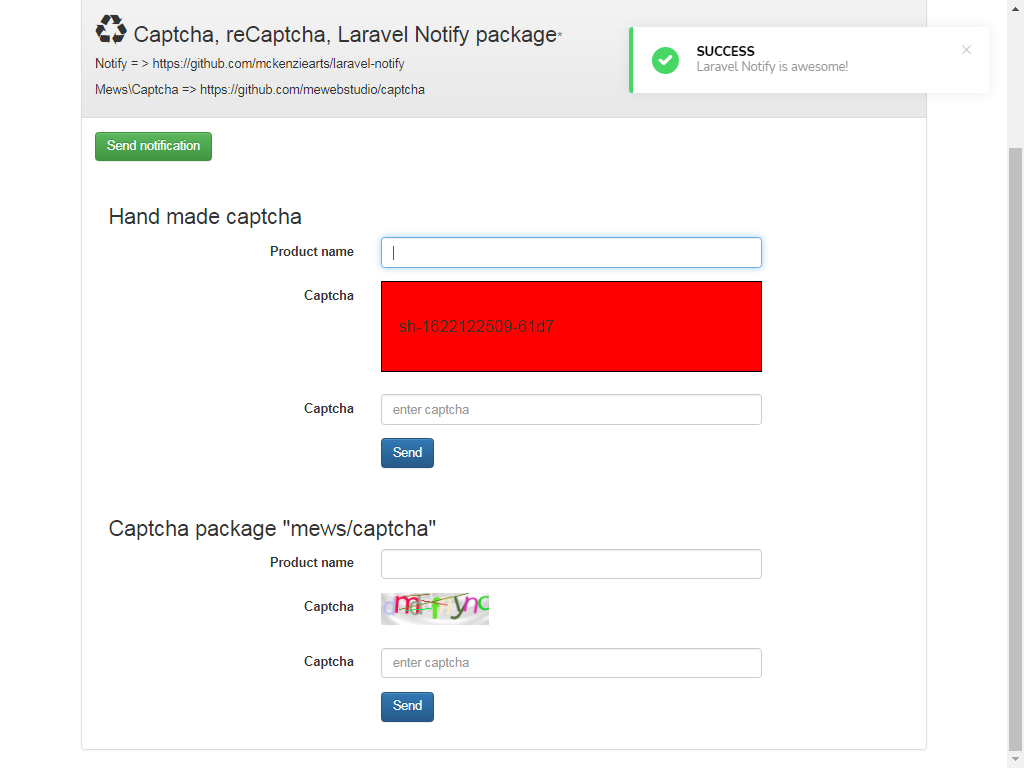 Captcha, reCaptcha, Laravel Notify package*
Notify = > https://github.com/mckenziearts/laravel-notify
Mews\Captcha => https://github.com/mewebstudio/captcha
SUCCESS
Laravel Notify is awesome!
Send notification
Hand made captcha
Product name
Captcha
sh-1622122509-61d7
Captcha
enter captcha
Send
Captcha package "mews/captcha"
Product name
Captcha
Captcha
enter captcha
Send